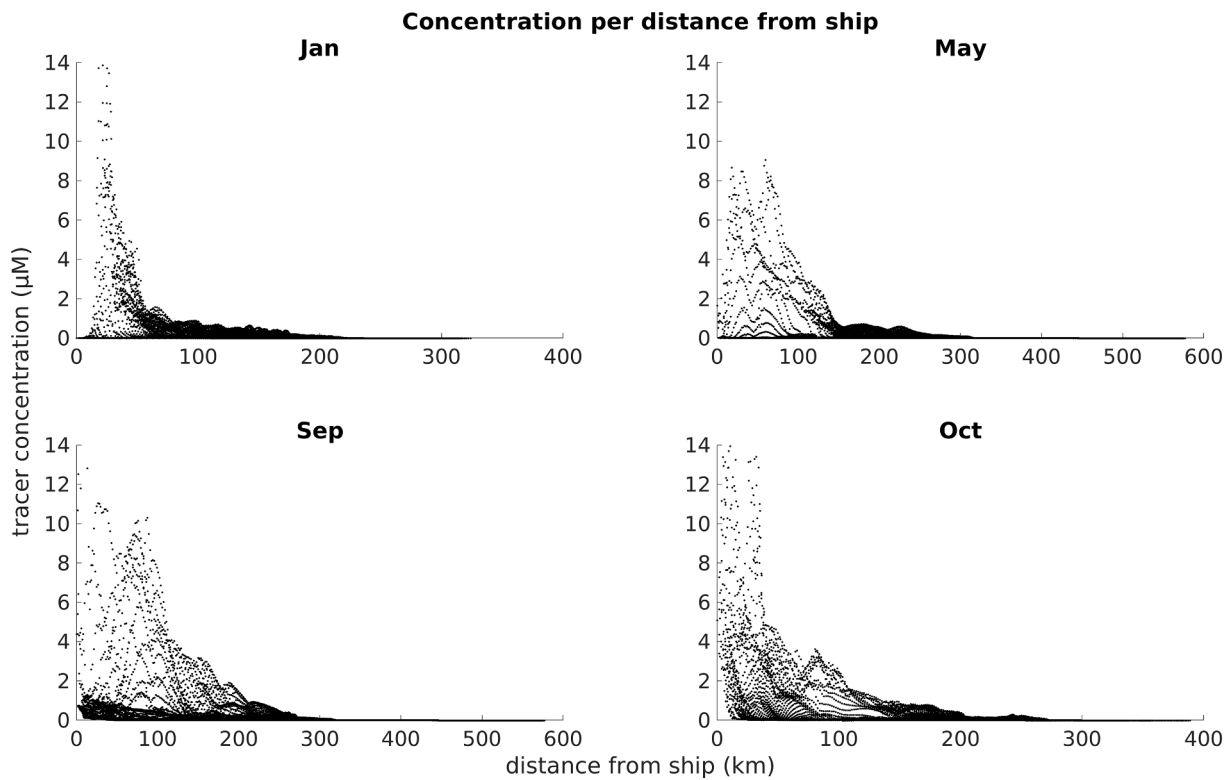 Concentration per distance from ship
Jan
May
14
12
10
8
6
4
2
0
0 100 200 300 400
14
12
10
8
6
4
2
0
0 100 200 300 400 500 600
tracer concentration (μM)
Sep
Oct
14
12
10
8
6
4
2
0
0 100 200 300 400 500 600
14
12
10
8
6
4
2
0
0 100 200 300 400
distance from ship (km)